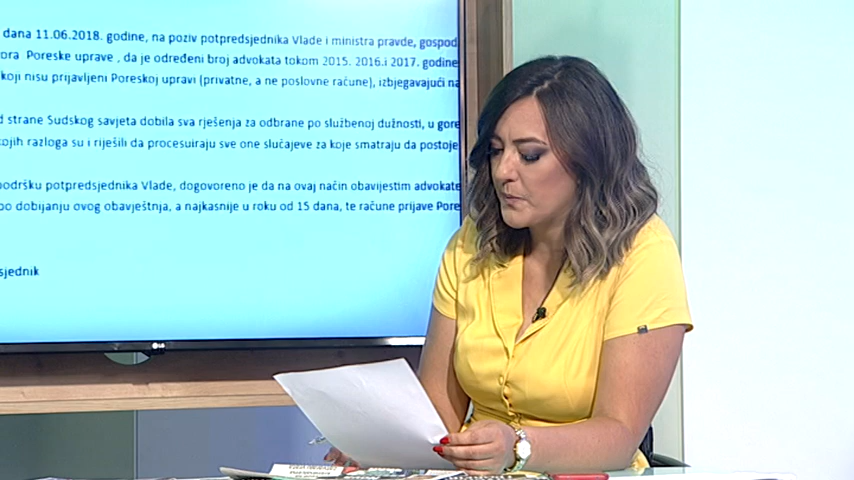 dana 11.06.2018. godine, na poziv potpredsjednika Vlade i ministra pravde, gospod
ora Poreske uprave , da je određeni broj advokata tokom 2015. 2016.i 2017. godine
koji nisu prijavljeni Poreskoj upravi (privatne, a ne poslovne račune), izbjegavajući na
d strane Sudskog savjeta dobila sva rješenja za odbrane po službenoj dužnosti, u gore
ojih razloga su i riješili da procesuiraju sve one slučajeve za koje smatraju da postoje
podršku potpredsjednika Vlade, dogovoreno je da na ovaj način obavijestim advokate
po dobijanju ovog obavještnja, a najkasnije u roku od 15 dana, te račune prijave Pore
sjednik
LG